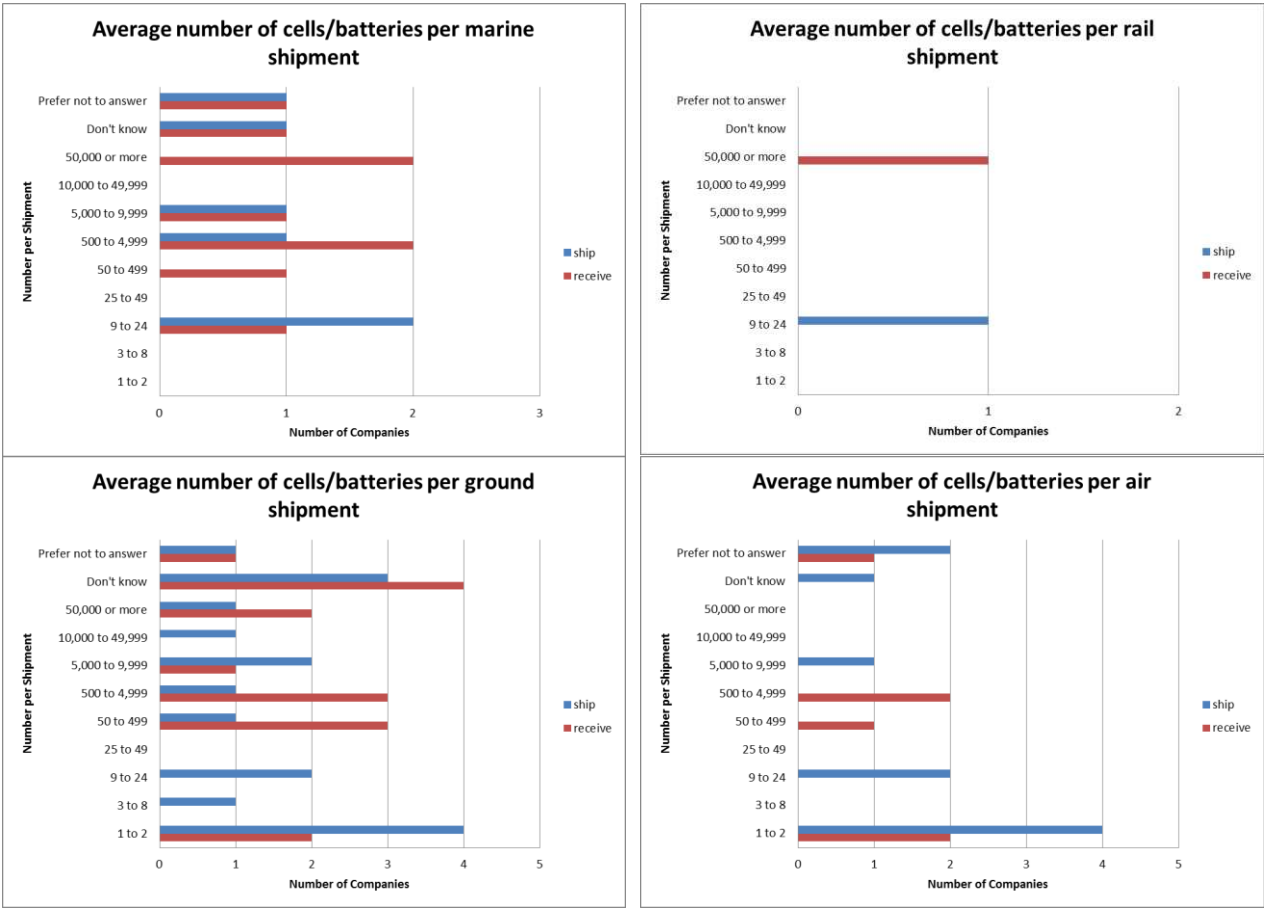 Average number of cells/batteries per marine
shipment
Number per Shipment
Prefer not to answer
Don't know
50,000 or more
10,000 to 49,999
5,000 to 9,999
500 to 4,999
50 to 499
25 to 49
9 to 24
3 to 8
1 to 2
0 1 2 3
Number of Companies
ship
receive
Average number of cells/batteries per rail
shipment
Number per Shipment
Prefer not to answer
Don't know
50,000 or more
10,000 to 49,999
5,000 to 9,999
500 to 4,999
50 to 499
25 to 49
9 to 24
3 to 8
1 to 2
0 1 2
Number of Companies
ship
receive
Average number of cells/batteries per ground
shipment
Number per Shipment
Prefer not to answer
Don't know
50,000 or more
10,000 to 49,999
5,000 to 9,999
500 to 4,999
50 to 499
25 to 49
9 to 24
3 to 8
1 to 2
0 1 2 3 4 5
Number of Companies
ship
receive
Average number of cells/batteries per air
shipment
Number per Shipment
Prefer not to answer
Don't know
50,000 or more
10,000 to 49,999
5,000 to 9,999
500 to 4,999
50 to 499
25 to 49
9 to 24
3 to 8
1 to 2
0 1 2 3 4 5
Number of Companies
ship
receive